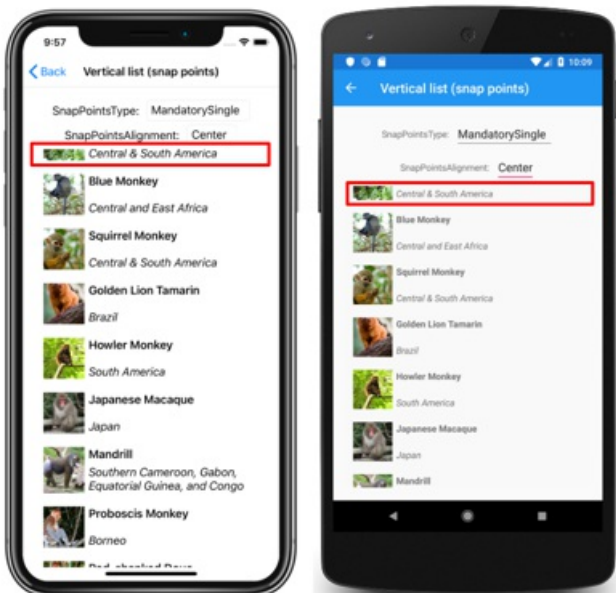 9:57
Back
Vertical list (snap points)
SnapPointsType: MandatorySingle
SnapPointsAlignment: Center
Central & South America
Blue Monkey
Central and East Africa
Squirrel Monkey
Central & South America
Golden Lion Tamarin
Brazil
Howler Monkey
South America
Japanese Macaque
Japan
Mandrill
Southern Cameroon, Gabon,
Equatorial Guinea, and Congo
Proboscis Monkey
Borneo
10:09
Vertical list (snap points)
SnapPointsType: MandatorySingle
SnapPointsAlignment: Center
Central & South America
Blue Monkey
Central and East Africa
Squirrel Monkey
Central & South America
Golden Lion Tamarin
Brazil
Howler Monkey
South America
Japanese Macaque
Japan
Mandrill